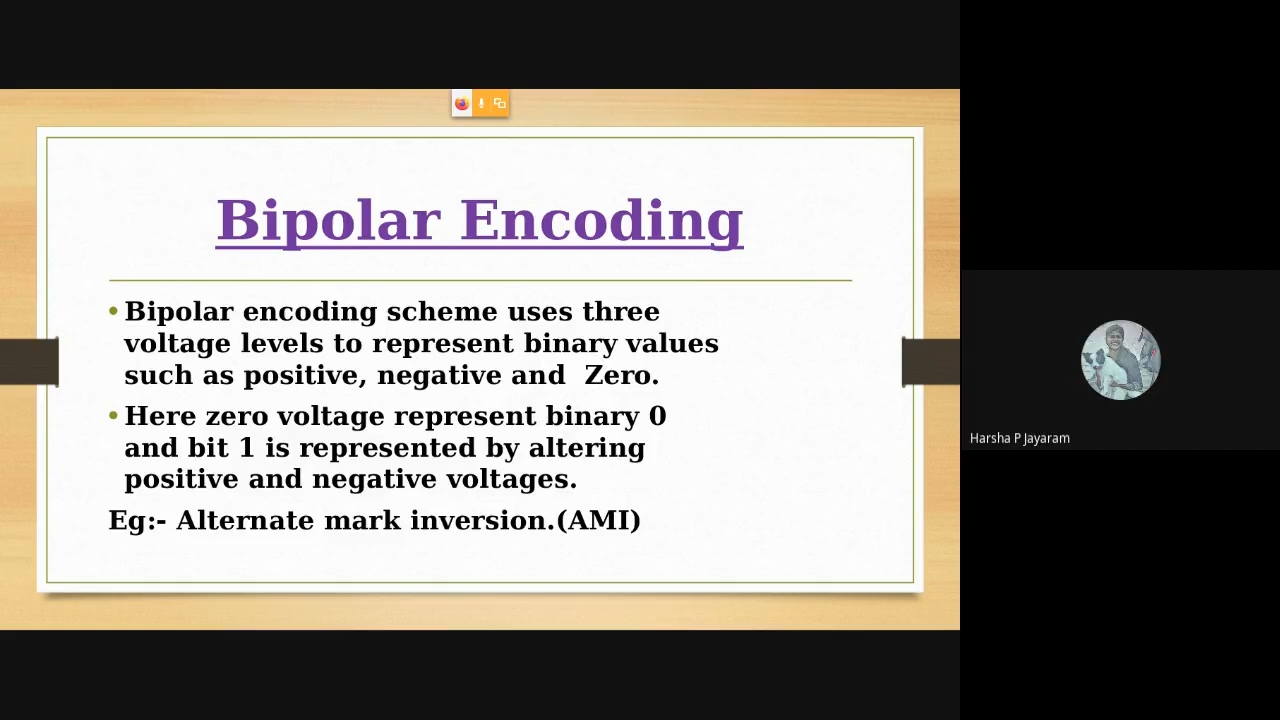 Bipolar Encoding
• Bipolar encoding scheme uses three
voltage levels to represent binary values
such as positive, negative and  Zero.
• Here zero voltage represent binary 0
and bit 1 is represented by altering
positive and negative voltages.
Eg:- Alternate mark inversion.(AMI)
Harsha P Jayaram